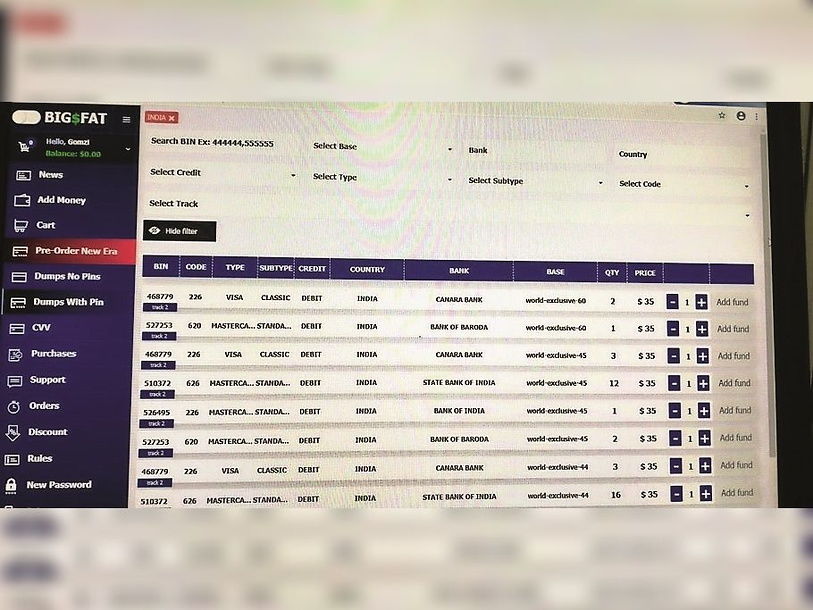 BIG$FAT
Hello, Gomzi
Balance: $0.00
News
Add Money
Cart
Pre-Order New Era
Dumps No Pins
Dumps With Pin
CVV
Purchases
Support
Orders
Discount
Rules
New Password
INDIA ×
Search BIN Ex: 444444,555555 Select Base Bank Country
Select Credit Select Type Select Subtype Select Code
Select Track
Hide filter
BIN CODE TYPE SUBTYPE CREDIT COUNTRY BANK BASE QTY PRICE
468779 226 VISA CLASSIC DEBIT INDIA CANARA BANK world-exclusive-60 2 $ 35 - 1 + Add fund
track 2
527253 620 MASTERCA... STANDA... DEBIT INDIA BANK OF BARODA world-exclusive-60 1 $ 35 - 1 + Add fund
track 2
468779 226 VISA CLASSIC DEBIT INDIA CANARA BANK world-exclusive-45 3 $ 35 - 1 + Add fund
track 2
510372 626 MASTERCA... STANDA... DEBIT INDIA STATE BANK OF INDIA world-exclusive-45 12 $ 35 - 1 + Add fund
track 2
526495 226 MASTERCA... STANDA... DEBIT INDIA BANK OF INDIA world-exclusive-45 1 $ 35 - 1 + Add fund
track 2
527253 620 MASTERCA... STANDA... DEBIT INDIA BANK OF BARODA world-exclusive-45 2 $ 35 - 1 + Add fund
track 2
468779 226 VISA CLASSIC DEBIT INDIA CANARA BANK world-exclusive-44 3 $ 35 - 1 + Add fund
track 2
510372 626 MASTERCA... STANDA... DEBIT INDIA STATE BANK OF INDIA world-exclusive-44 16 $ 35 - 1 + Add fund